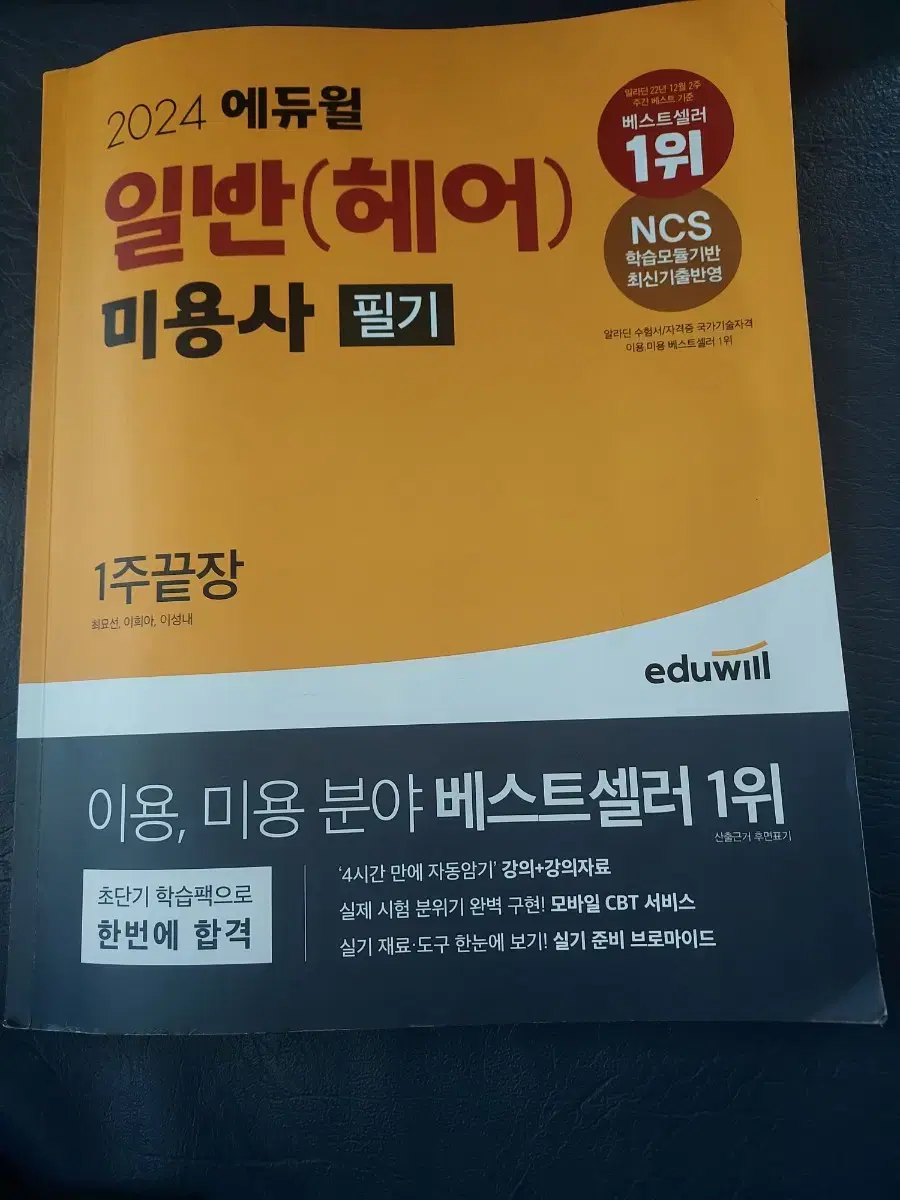 2024 에듀윌
일반(헤어)
미용사 필기
알라딘 22년 12월 2주
주간 베스트 기준
베스트셀러
1위
NCS
학습모듈기반
최신기출반영
알라딘 수험서/자격증 국가기술자격
이용,미용 베스트셀러 1위
1주끝장
최묘선, 이희아, 이성내
eduwill
이용, 미용 분야 베스트셀러 1위
산출근거 후면표기
초단기 학습팩으로
한번에 합격
‘4시간 만에 자동암기’ 강의+강의자료
실제 시험 분위기 완벽 구현! 모바일 CBT 서비스
실기 재료·도구 한눈에 보기! 실기 준비 브로마이드